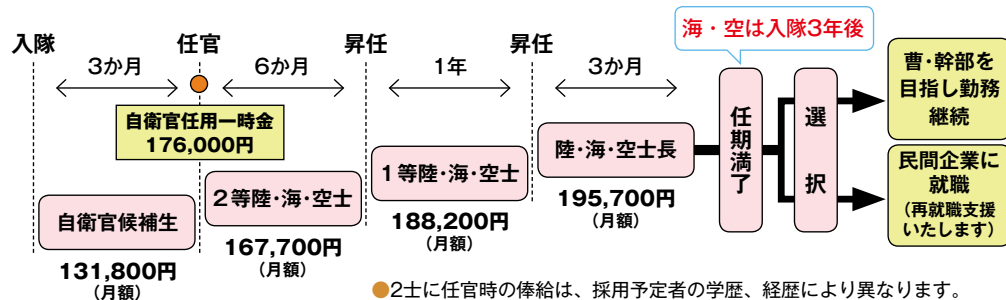 海・空は入隊3年後
入隊
任官
昇任
昇任
3か月
6か月
1年
3か月
自衛官任用一時金
176,000円
自衛官候補生
131,800円
(月額)
2等陸・海・空士
167,700円
(月額)
1等陸・海・空士
188,200円
(月額)
陸・海・空士長
195,700円
(月額)
任期満了
選択
曹・幹部を
目指し勤務
継続
民間企業に
就職
(再就職支援
いたします)
●2士に任官時の俸給は、採用予定者の学歴、経歴により異なります。